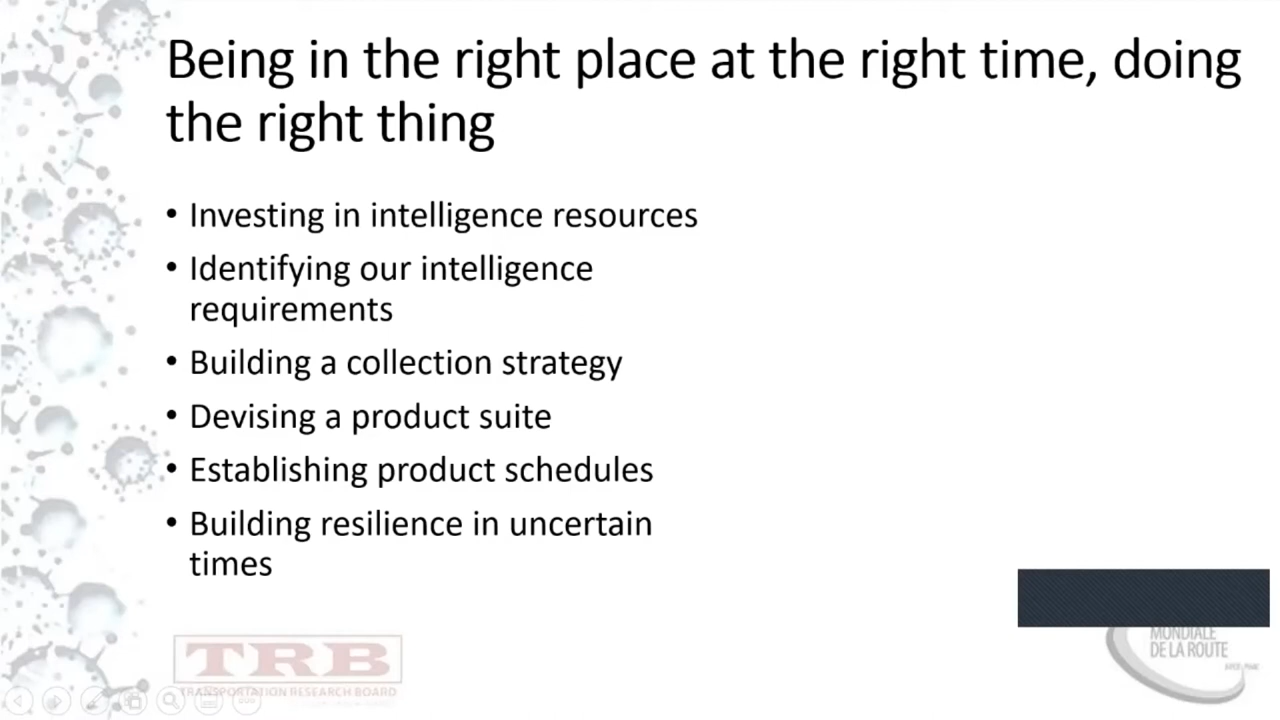 Being in the right place at the right time, doing
the right thing
• Investing in intelligence resources
• Identifying our intelligence
requirements
• Building a collection strategy
• Devising a product suite
• Establishing product schedules
• Building resilience in uncertain
times
TRB
TRANSPORTATION RESEARCH BOARD
MONDIALE
DE LA ROUTE